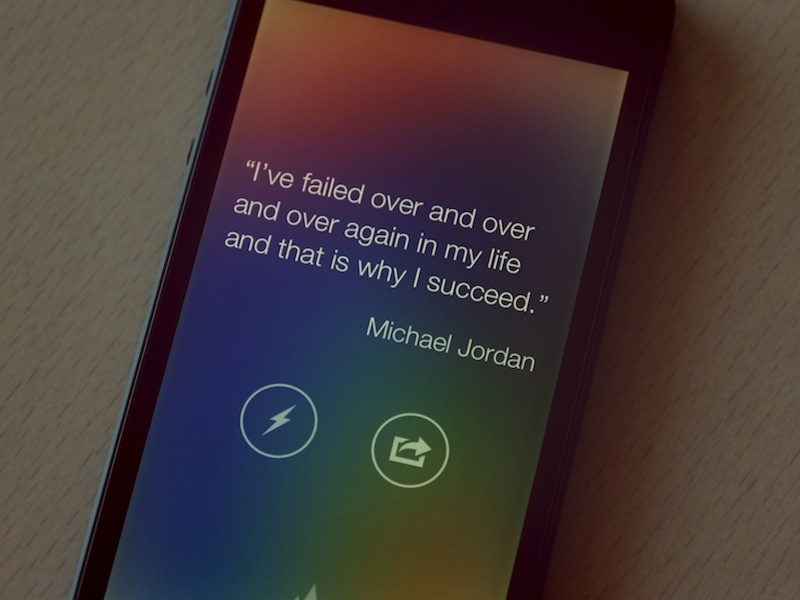 “I’ve failed over and over
and over again in my life
and that is why I succeed.”
Michael Jordan